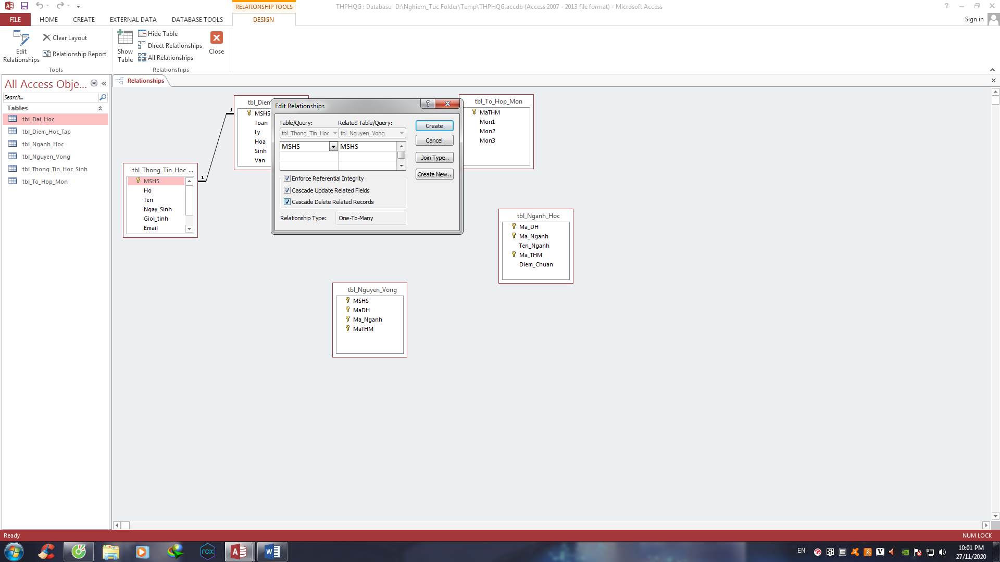 RELATIONSHIP TOOLS
THPHQG : Database- D:\Nghiem_Tuc Folder\Temp\THPHQG.accdb (Access 2007 - 2013 file format) - Microsoft Access
FILE HOME CREATE EXTERNAL DATA DATABASE TOOLS DESIGN Sign in
Edit Relationships
Clear Layout
Relationship Report
Tools
Show Table
Hide Table
Direct Relationships
All Relationships
Close
Relationships
All Access Obje...
Search...
Tables
tbl_Dai_Hoc
tbl_Diem_Hoc_Tap
tbl_Nganh_Hoc
tbl_Nguyen_Vong
tbl_Thong_Tin_Hoc_Sinh
tbl_To_Hop_Mon
Relationships
tbl_Thong_Tin_Hoc_...
MSHS
Ho
Ten
Ngay_Sinh
Gioi_tinh
Email
1
1
tbl_Diem
MSHS
Toan
Ly
Hoa
Sinh
Van
Edit Relationships
Table/Query: Related Table/Query:
tbl_Thong_Tin_Hoc tbl_Nguyen_Vong
MSHS MSHS
Enforce Referential Integrity
Cascade Update Related Fields
Cascade Delete Related Records
Relationship Type: One-To-Many
Create
Cancel
Join Type..
Create New..
tbl_To_Hop_Mon
MaTHM
Mon1
Mon2
Mon3
tbl_Nganh_Hoc
Ma_DH
Ma_Nganh
Ten_Nganh
Ma_THM
Diem_Chuan
tbl_Nguyen_Vong
MSHS
MaDH
Ma_Nganh
MaTHM
Ready NUM LOCK
nox
EN
10:01 PM
27/11/2020